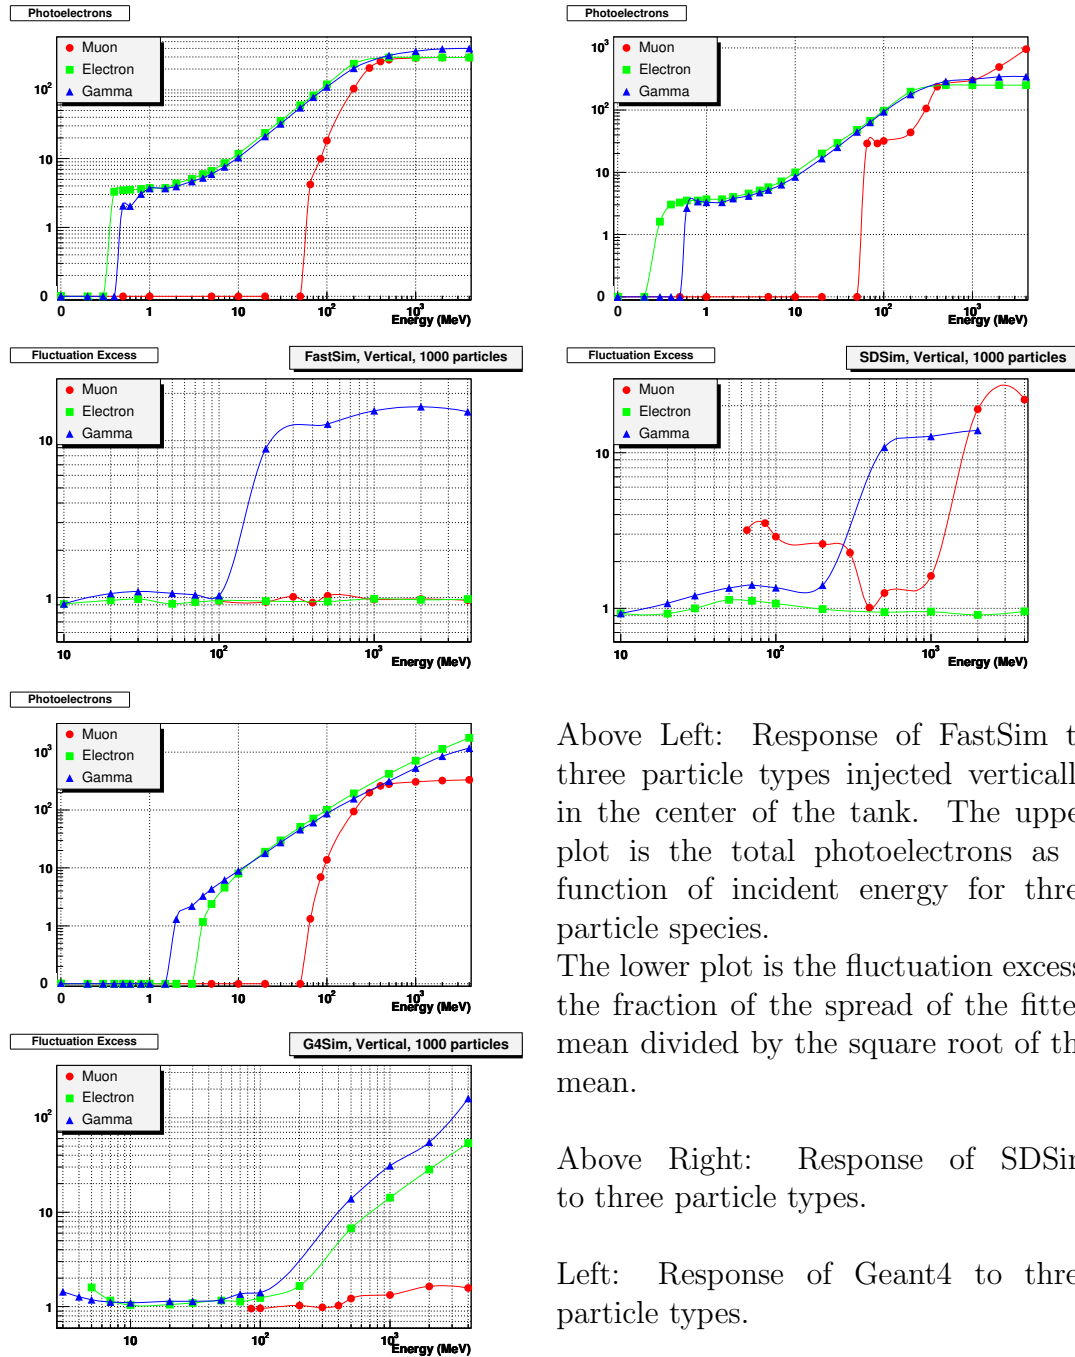 Photoelectrons
Muon
Electron
Gamma
10²
10
1
0
0 1 10 10² 10³
Energy (MeV)
Photoelectrons
Muon
Electron
Gamma
10³
10²
10
1
0
0 1 10 10² 10³
Energy (MeV)
Fluctuation Excess
FastSim, Vertical, 1000 particles
Muon
Electron
Gamma
10
1
10 10² 10³
Energy (MeV)
Fluctuation Excess
SDSim, Vertical, 1000 particles
Muon
Electron
Gamma
10
1
10 10² 10³
Energy (MeV)
Photoelectrons
Muon
Electron
Gamma
10³
10²
10
1
0
0 1 10 10² 10³
Energy (MeV)
Fluctuation Excess
G4Sim, Vertical, 1000 particles
Muon
Electron
Gamma
10²
10
1
10 10² 10³
Energy (MeV)
Above Left: Response of FastSim t
three particle types injected verticall
in the center of the tank. The uppe
plot is the total photoelectrons as
function of incident energy for thre
particle species.
The lower plot is the fluctuation excess
the fraction of the spread of the fitte
mean divided by the square root of th
mean.
Above Right: Response of SDSim
to three particle types.
Left: Response of Geant4 to thre
particle types.